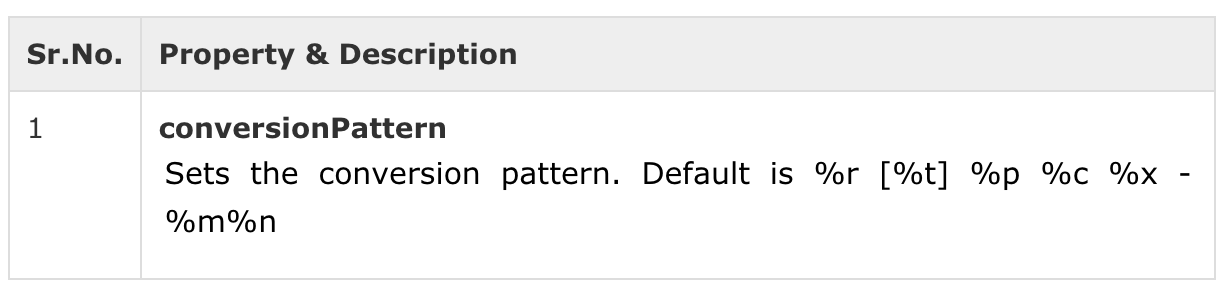 Sr.No. Property & Description
1 conversionPattern
Sets the conversion pattern. Default is %r [%t] %p %c %x -
%m%n